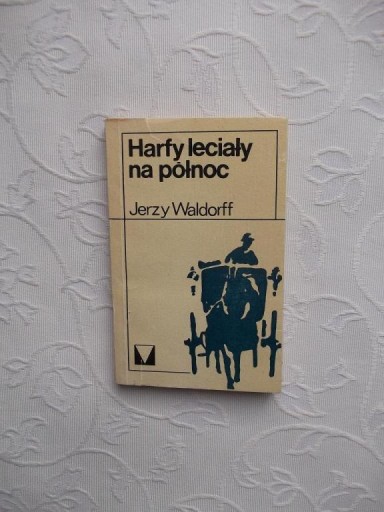 Harfy leciały
na północ
Jerzy Waldorff